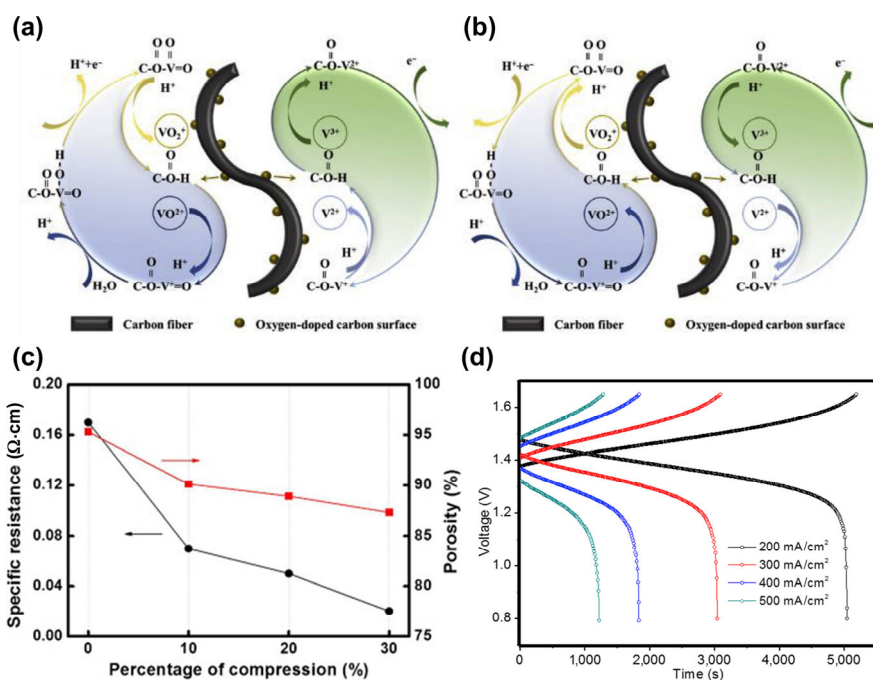 (a)
O O
C-O-V=O
H⁺+e⁻
H⁺
VO₂⁺
O
C-O-H
H
O O
C-O-V=O
VO²⁺
H⁺
H⁺
H₂O
O
C-O-V⁺=O
O
C-O-V²⁺
e⁻
H⁺
V³⁺
O
C-O-H
V²⁺
H⁺
O
C-O-V⁺
Carbon fiber
Oxygen-doped carbon surface
(b)
O O
C-O-V=O
H⁺+e⁻
H⁺
VO₂⁺
O
C-O-H
H
O O
C-O-V=O
VO²⁺
H⁺
H⁺
H₂O
O
C-O-V⁺=O
O
C-O-V²⁺
e⁻
H⁺
V³⁺
O
C-O-H
V²⁺
H⁺
O
C-O-V⁺
Carbon fiber
Oxygen-doped carbon surface
(c)
Specific resistance (Ω·cm)
0.20
0.16
0.12
0.08
0.04
0.00
Porosity (%)
100
95
90
85
80
75
0
10
20
30
Percentage of compression (%)
(d)
Voltage (V)
1.6
1.4
1.2
1.0
0.8
200 mA/cm²
300 mA/cm²
400 mA/cm²
500 mA/cm²
0
1,000
2,000
3,000
4,000
5,000
Time (s)